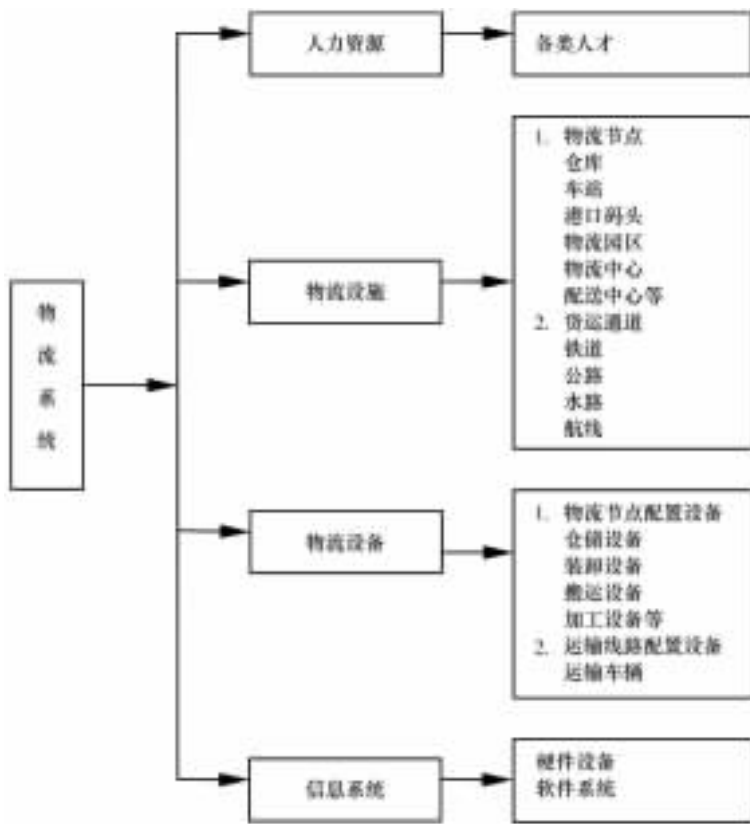 物流系统
人力资源
各类人才
物流设施
1. 物流节点
仓库
车站
港口码头
物流园区
物流中心
配送中心等
2. 货运通道
铁道
公路
水路
航线
物流设备
1. 物流节点配置设备
仓储设备
装卸设备
搬运设备
加工设备等
2. 运输线路配置设备
运输车辆
信息系统
硬件设备
软件系统